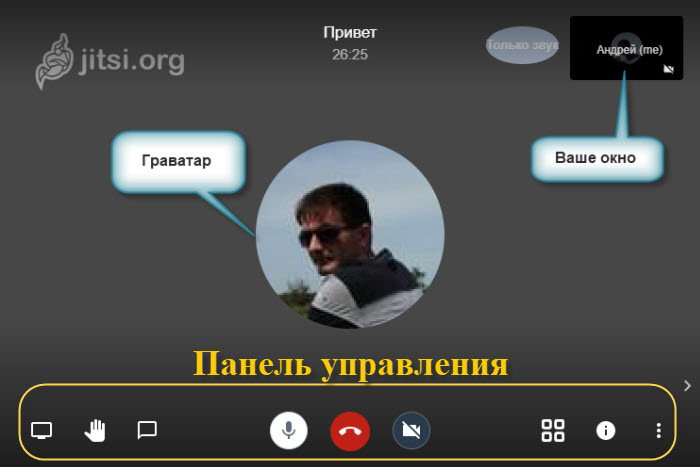 Привет
26:25
jitsi.org
Только звук
Андрей (me)
Граватар
Ваше окно
Панель управления